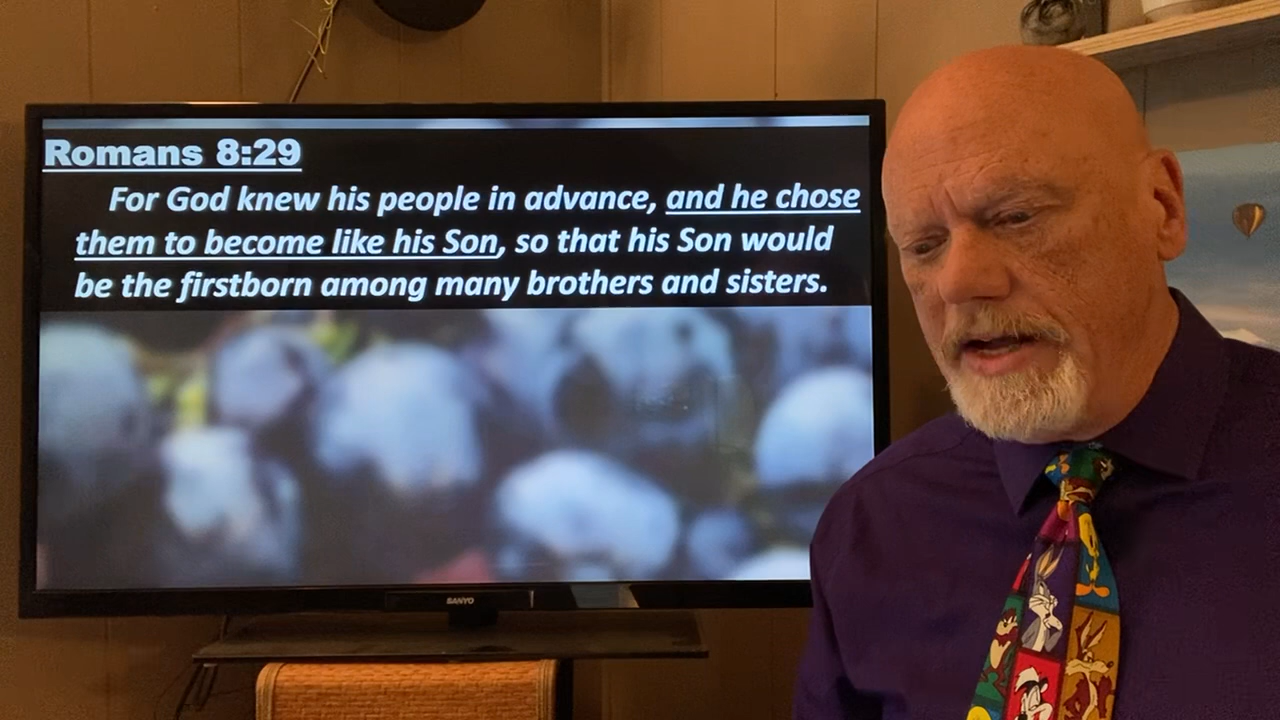 Romans 8:29
For God knew his people in advance, and he chose
them to become like his Son, so that his Son would
be the firstborn among many brothers and sisters.
SANYO